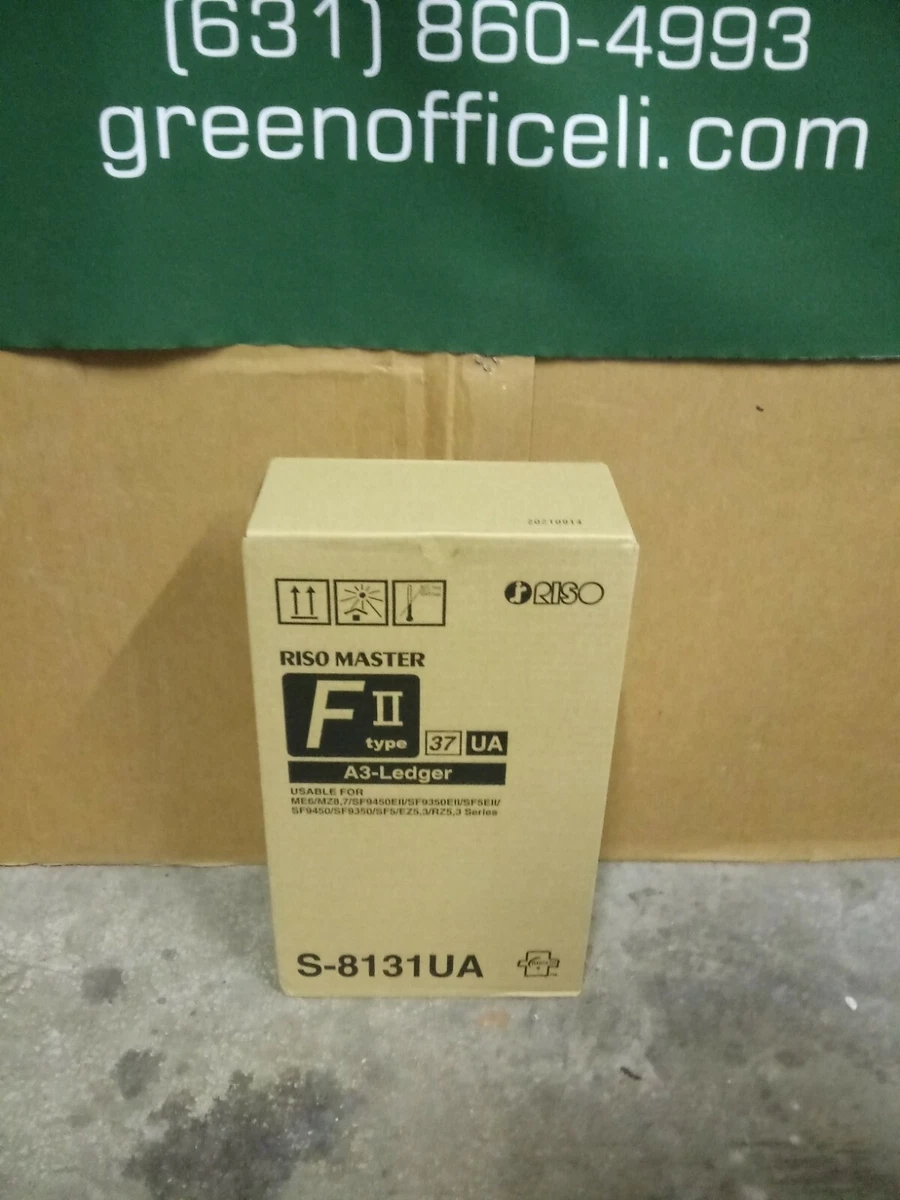 (631) 860-4993
greenofficeli.com
20210914
RISO
RISO MASTER
F II
type 37 UA
A3-Ledger
USABLE FOR
ME6/MZ8,7/SF9450EII/SF9350EII/SF5EII/
SF9450/SF9350/SF5/EZ5,3/RZ5,3 Series
S-8131UA